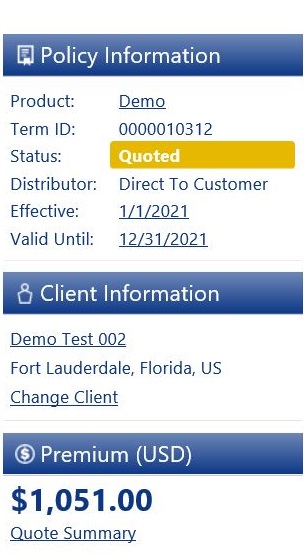 Policy Information
Product: Demo
Term ID: 0000010312
Status: Quoted
Distributor: Direct To Customer
Effective: 1/1/2021
Valid Until: 12/31/2021
Client Information
Demo Test 002
Fort Lauderdale, Florida, US
Change Client
Premium (USD)
$1,051.00
Quote Summary